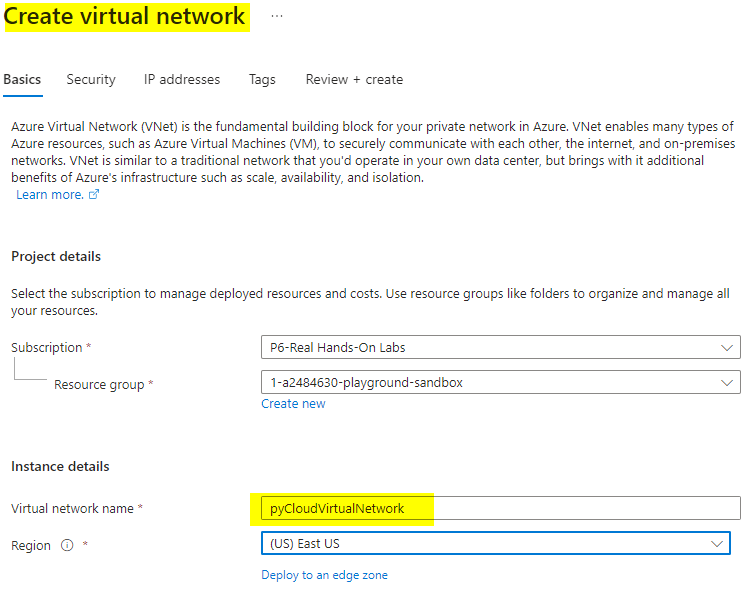 Create virtual network ...
Basics Security IP addresses Tags Review + create
Azure Virtual Network (VNet) is the fundamental building block for your private network in Azure. VNet enables many types of
Azure resources, such as Azure Virtual Machines (VM), to securely communicate with each other, the internet, and on-premises
networks. VNet is similar to a traditional network that you'd operate in your own data center, but brings with it additional
benefits of Azure's infrastructure such as scale, availability, and isolation.
Learn more.
Project details
Select the subscription to manage deployed resources and costs. Use resource groups like folders to organize and manage all
your resources.
Subscription * P6-Real Hands-On Labs
Resource group * 1-a2484630-playground-sandbox
Create new
Instance details
Virtual network name * pyCloudVirtualNetwork
Region * (US) East US
Deploy to an edge zone